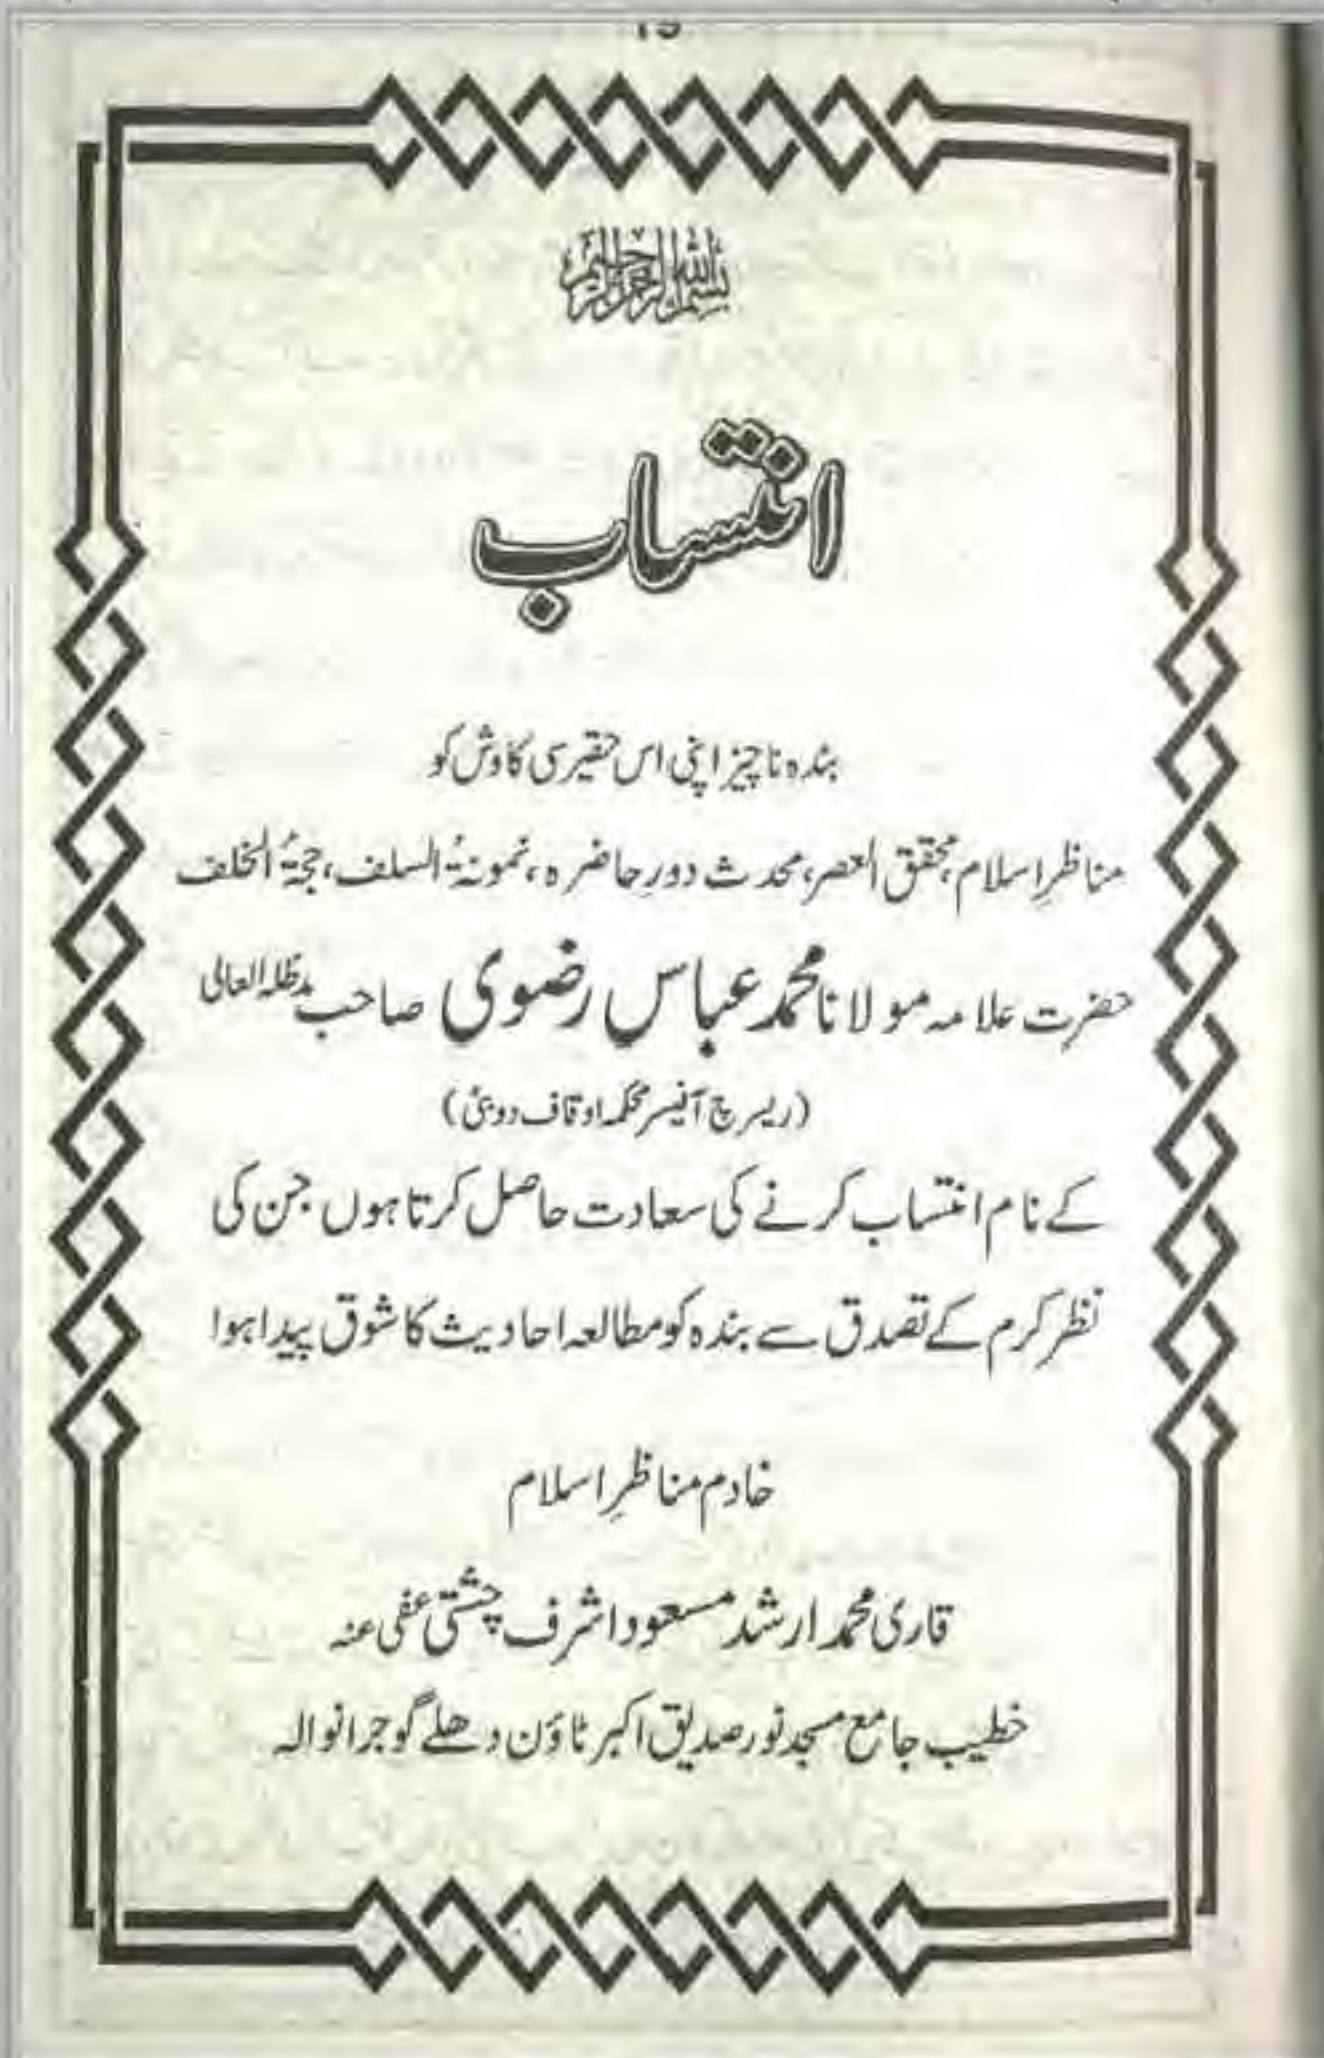 بسم اللہ الرحمن الرحیم
انتساب
بندہ ناچیز اپنی اس حقیر سی کاوش کو
مناظرِ اسلام، محقق العصر، محدث دورِ حاضرہ، نمونۂ السلف، حجۃُ الخلف
حضرت علامہ مولانا محمد عباس رضوی صاحب مدظلہ العالی
(ریسرچ آفیسر محکمہ اوقاف دوبئی)
کے نام انتساب کرنے کی سعادت حاصل کرتا ہوں جن کی
نظرِ کرم کے تصدق سے بندہ کو مطالعہ احادیث کا شوق پیدا ہوا
خادم مناظرِ اسلام
قاری محمد ارشد مسعود اشرف چشتی عفی عنہ
خطیب جامع مسجد نور صدیق اکبر ٹاؤن دھلے گوجرانوالہ